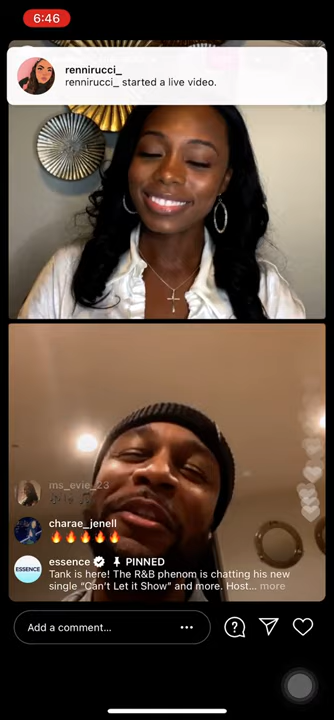 6:46
rennirucci_
rennirucci_ started a live video.
ms_evie_23
charae_jenell
essence PINNED
ESSENCE
Tank is here! The R&B phenom is chatting his new
single "Can't Let it Show" and more. Host... more
Add a comment...